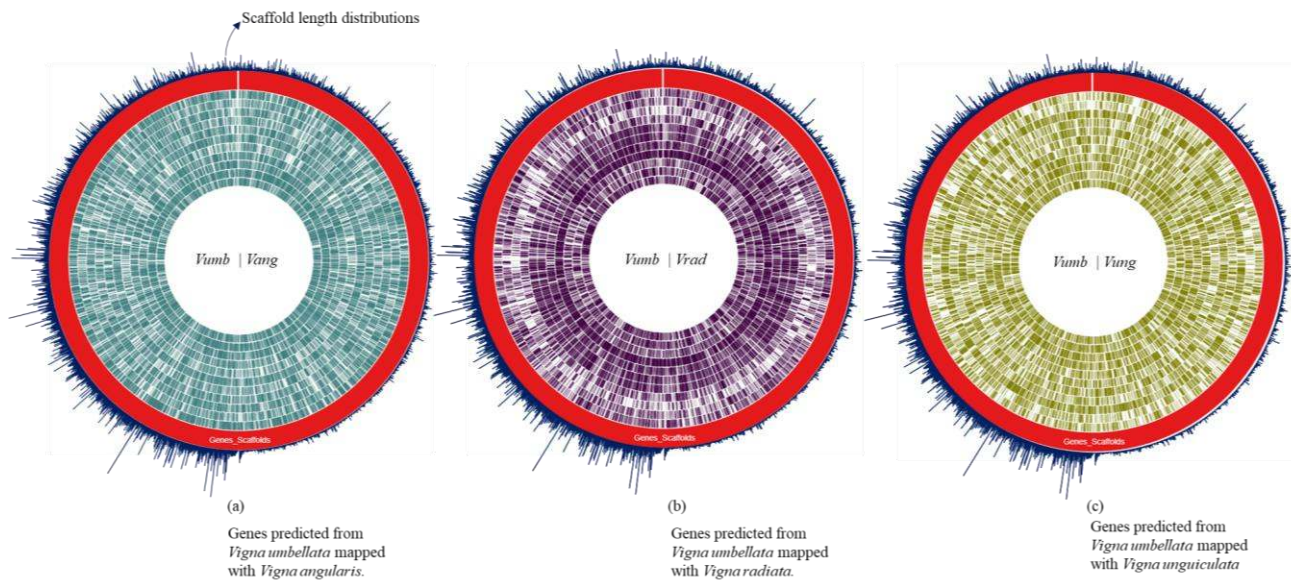 Scaffold length distributions
Vumb | Vang
Vumb | Vrad
Vumb | Vung
Genes_Scaffolds
Genes_Scaffolds
Genes_Scaffolds
(a)
(b)
(c)
Genes predicted from
Vigna umbellata mapped
with Vigna angularis.
Genes predicted from
Vigna umbellata mapped
with Vigna radiata.
Genes predicted from
Vigna umbellata mapped
with Vigna unguiculata